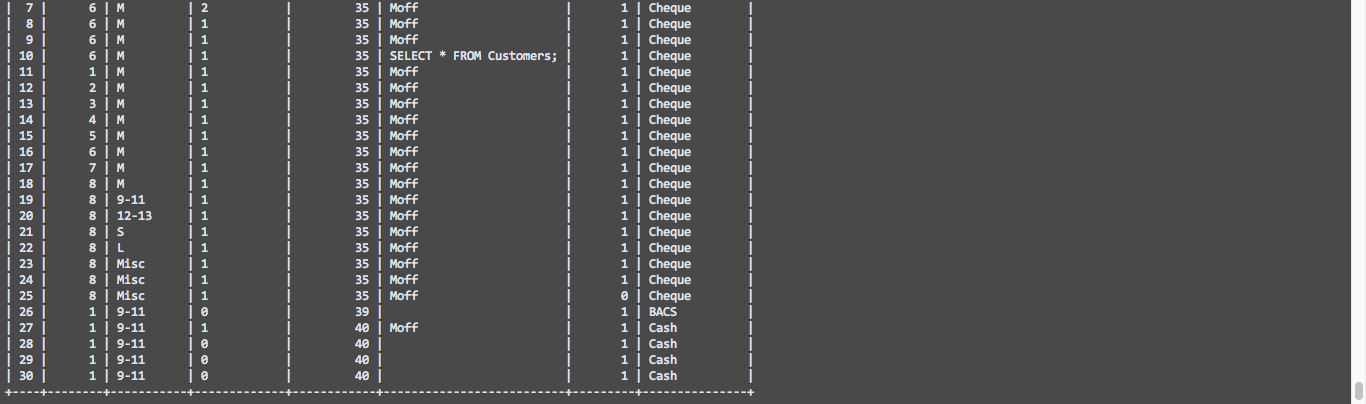 | 7 | 6 | M | 2 | 35 | Moff | 1 | Cheque |
| 8 | 6 | M | 1 | 35 | Moff | 1 | Cheque |
| 9 | 6 | M | 1 | 35 | Moff | 1 | Cheque |
| 10 | 6 | M | 1 | 35 | SELECT * FROM Customers; | 1 | Cheque |
| 11 | 1 | M | 1 | 35 | Moff | 1 | Cheque |
| 12 | 2 | M | 1 | 35 | Moff | 1 | Cheque |
| 13 | 3 | M | 1 | 35 | Moff | 1 | Cheque |
| 14 | 4 | M | 1 | 35 | Moff | 1 | Cheque |
| 15 | 5 | M | 1 | 35 | Moff | 1 | Cheque |
| 16 | 6 | M | 1 | 35 | Moff | 1 | Cheque |
| 17 | 7 | M | 1 | 35 | Moff | 1 | Cheque |
| 18 | 8 | M | 1 | 35 | Moff | 1 | Cheque |
| 19 | 8 | 9-11 | 1 | 35 | Moff | 1 | Cheque |
| 20 | 8 | 12-13 | 1 | 35 | Moff | 1 | Cheque |
| 21 | 8 | S | 1 | 35 | Moff | 1 | Cheque |
| 22 | 8 | L | 1 | 35 | Moff | 1 | Cheque |
| 23 | 8 | Misc | 1 | 35 | Moff | 1 | Cheque |
| 24 | 8 | Misc | 1 | 35 | Moff | 1 | Cheque |
| 25 | 8 | Misc | 1 | 35 | Moff | 0 | Cheque |
| 26 | 1 | 9-11 | 0 | 39 | | 1 | BACS |
| 27 | 1 | 9-11 | 1 | 40 | Moff | 1 | Cash |
| 28 | 1 | 9-11 | 0 | 40 | | 1 | Cash |
| 29 | 1 | 9-11 | 0 | 40 | | 1 | Cash |
| 30 | 1 | 9-11 | 0 | 40 | | 1 | Cash |
+----+-------+----------+------------+-----------+-----------------------+--------+--------------+